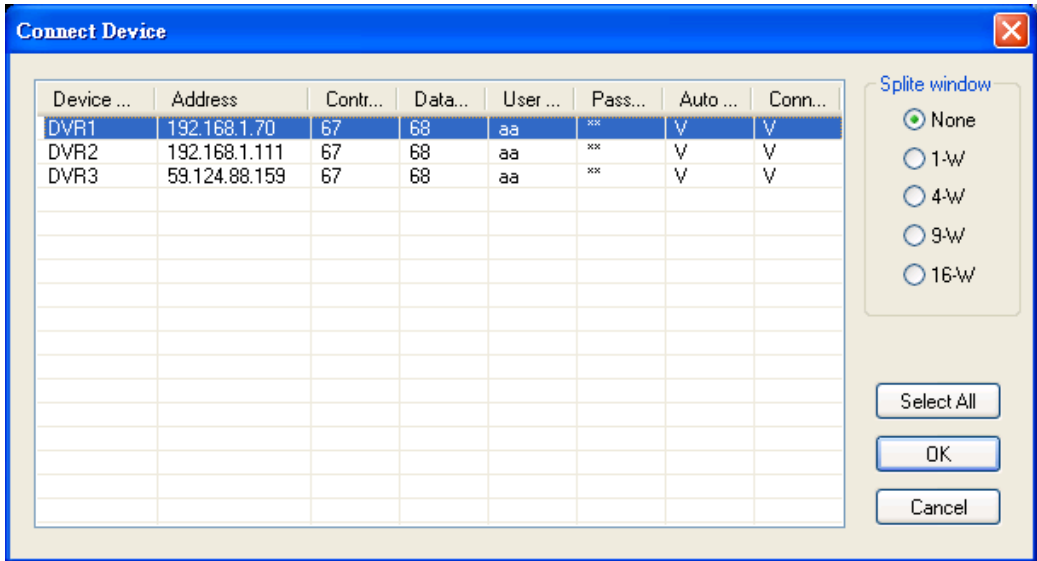 Connect Device
Device ... Address Contr... Data... User ... Pass... Auto ... Conn...
DVR1 192.168.1.70 67 68 aa ** V V
DVR2 192.168.1.111 67 68 aa ** V V
DVR3 59.124.88.159 67 68 aa ** V V
Splite window
None
1-W
4-W
9-W
16-W
Select All
OK
Cancel